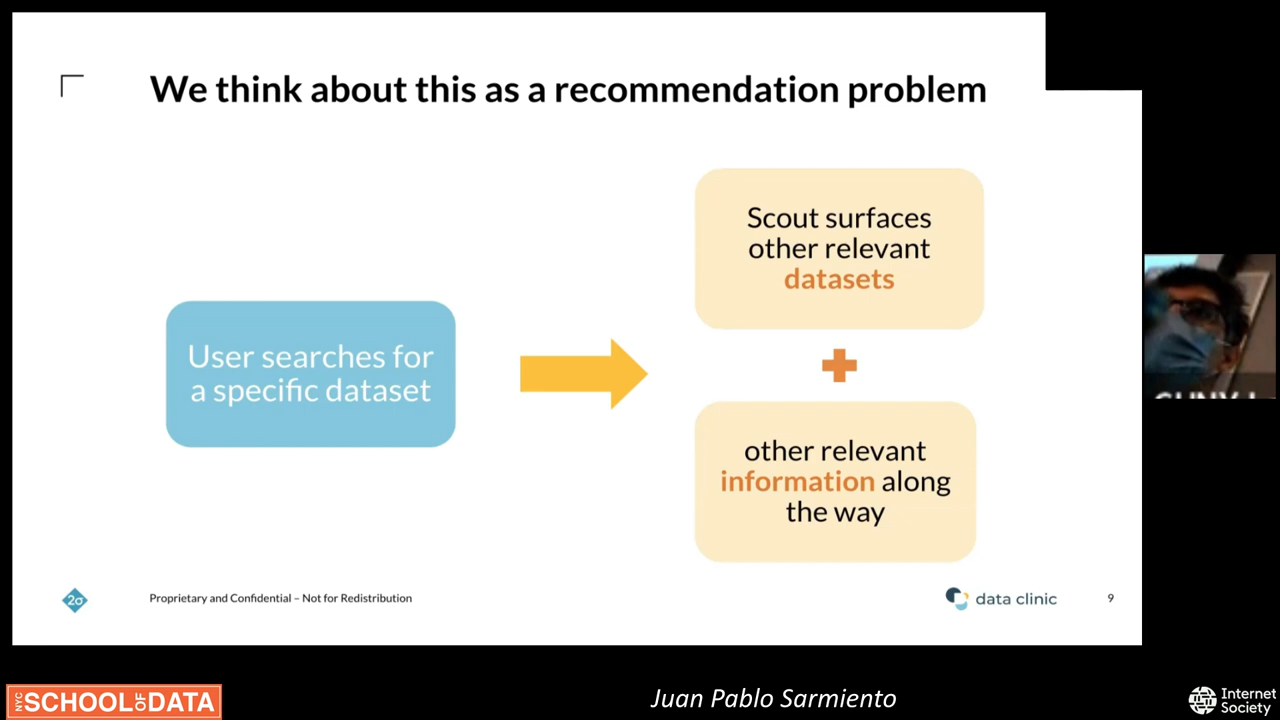 We think about this as a recommendation problem
User searches for
a specific dataset
Scout surfaces
other relevant
datasets
other relevant
information along
the way
2σ
Proprietary and Confidential – Not for Redistribution
data clinic
9
NYC SCHOOL OF DATA
Juan Pablo Sarmiento
Internet
Society